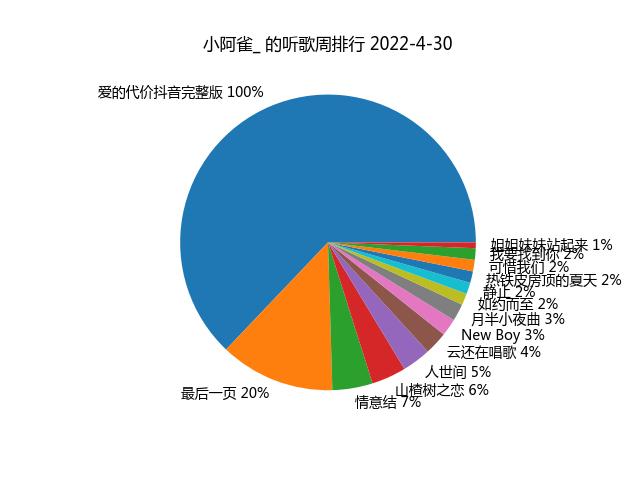 小阿雀_ 的听歌周排行 2022-4-30
爱的代价抖音完整版 100%
姐姐妹妹站起来 1%
我要找到你 2%
可惜我们 2%
热铁皮房顶的夏天 2%
静止 2%
如约而至 2%
月半小夜曲 3%
New Boy 3%
云还在唱歌 4%
人世间 5%
山楂树之恋 6%
情意结 7%
最后一页 20%